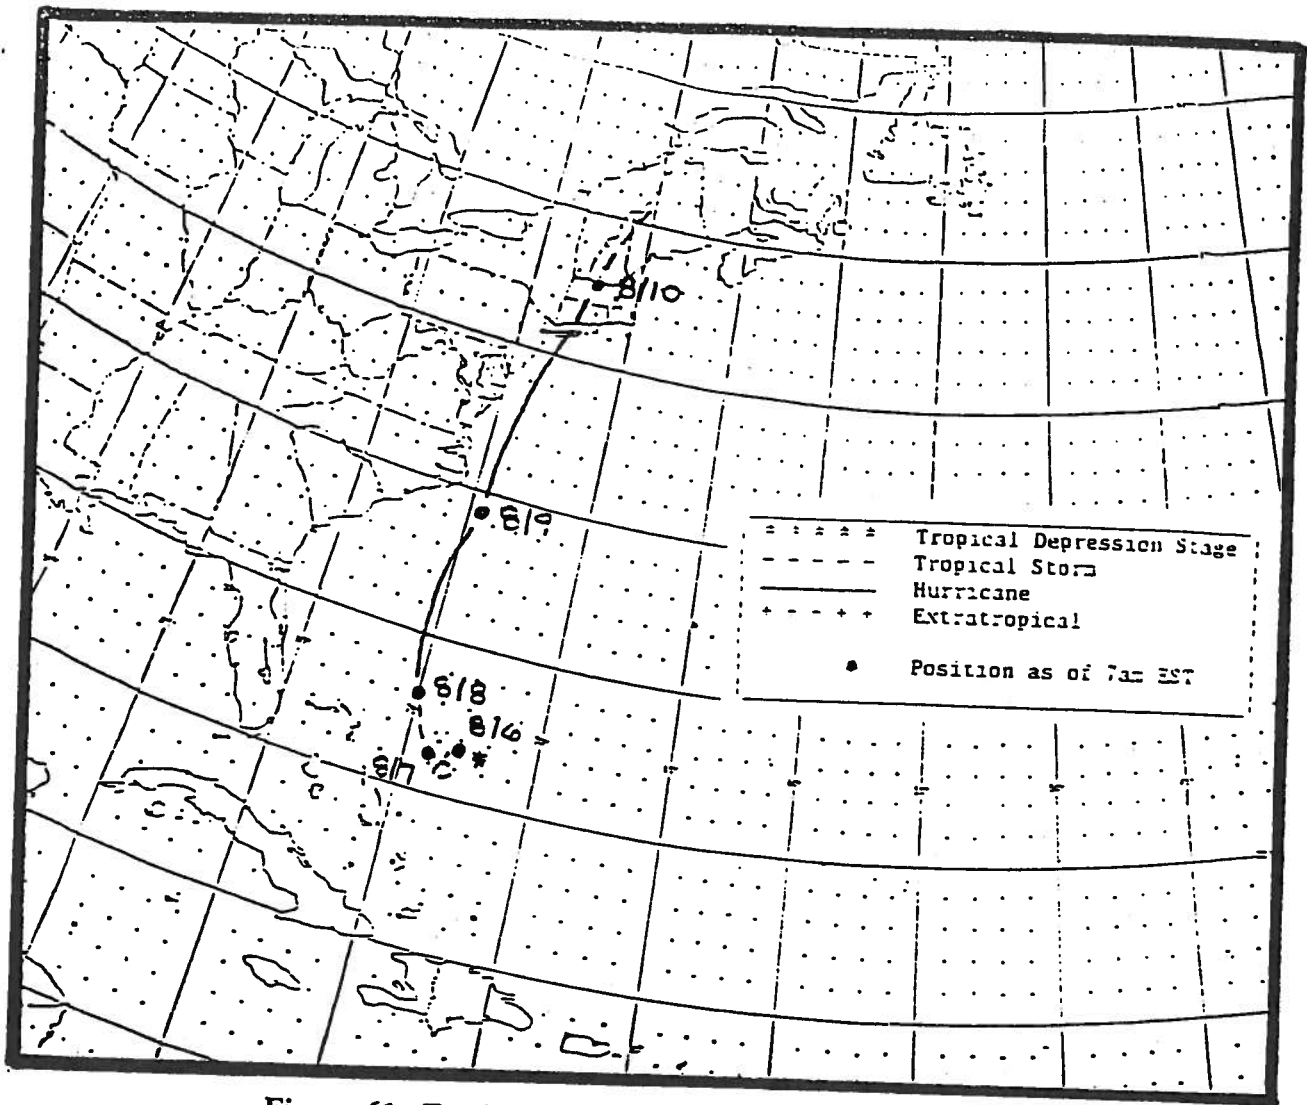 8/10
8/9
8/8
8/6
*
8/7
Tropical Depression Stage
Tropical Storm
Hurricane
Extratropical
Position as of 7am EST